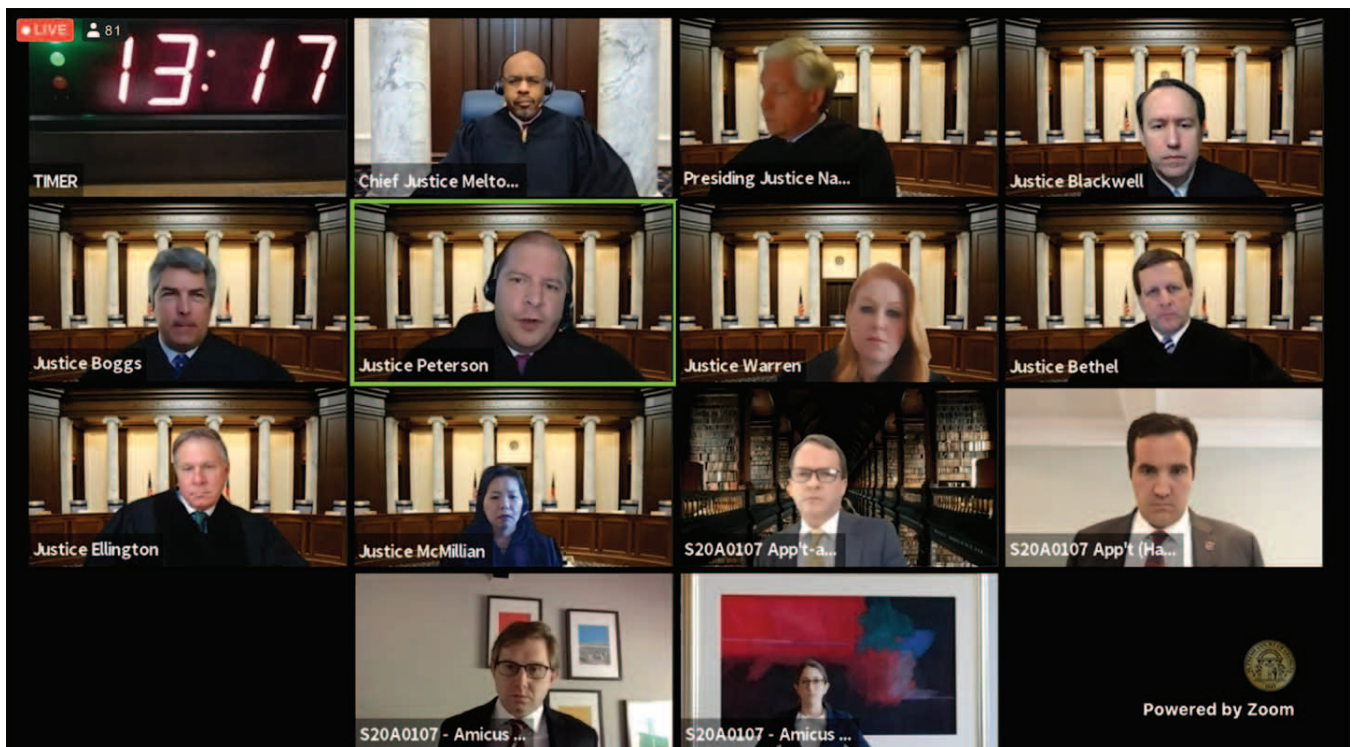 LIVE 81
13:17
TIMER
Chief Justice Melto...
Presiding Justice Na...
Justice Blackwell
Justice Boggs
Justice Peterson
Justice Warren
Justice Bethel
Justice Ellington
Justice McMillian
S20A0107 App't-a...
S20A0107 App't (Ha...
S20A0107 - Amicus ...
S20A0107 - Amicus ...
Powered by Zoom